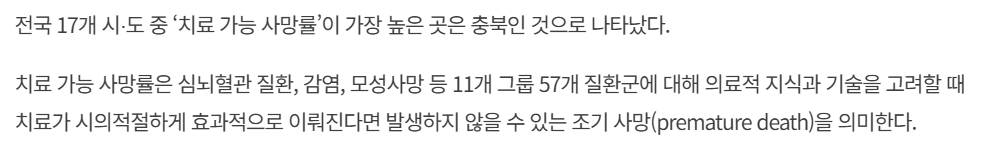 전국 17개 시·도 중 ‘치료 가능 사망률’이 가장 높은 곳은 충북인 것으로 나타났다.
치료 가능 사망률은 심뇌혈관 질환, 감염, 모성사망 등 11개 그룹 57개 질환군에 대해 의료적 지식과 기술을 고려할 때
치료가 시의적절하게 효과적으로 이뤄진다면 발생하지 않을 수 있는 조기 사망(premature death)을 의미한다.